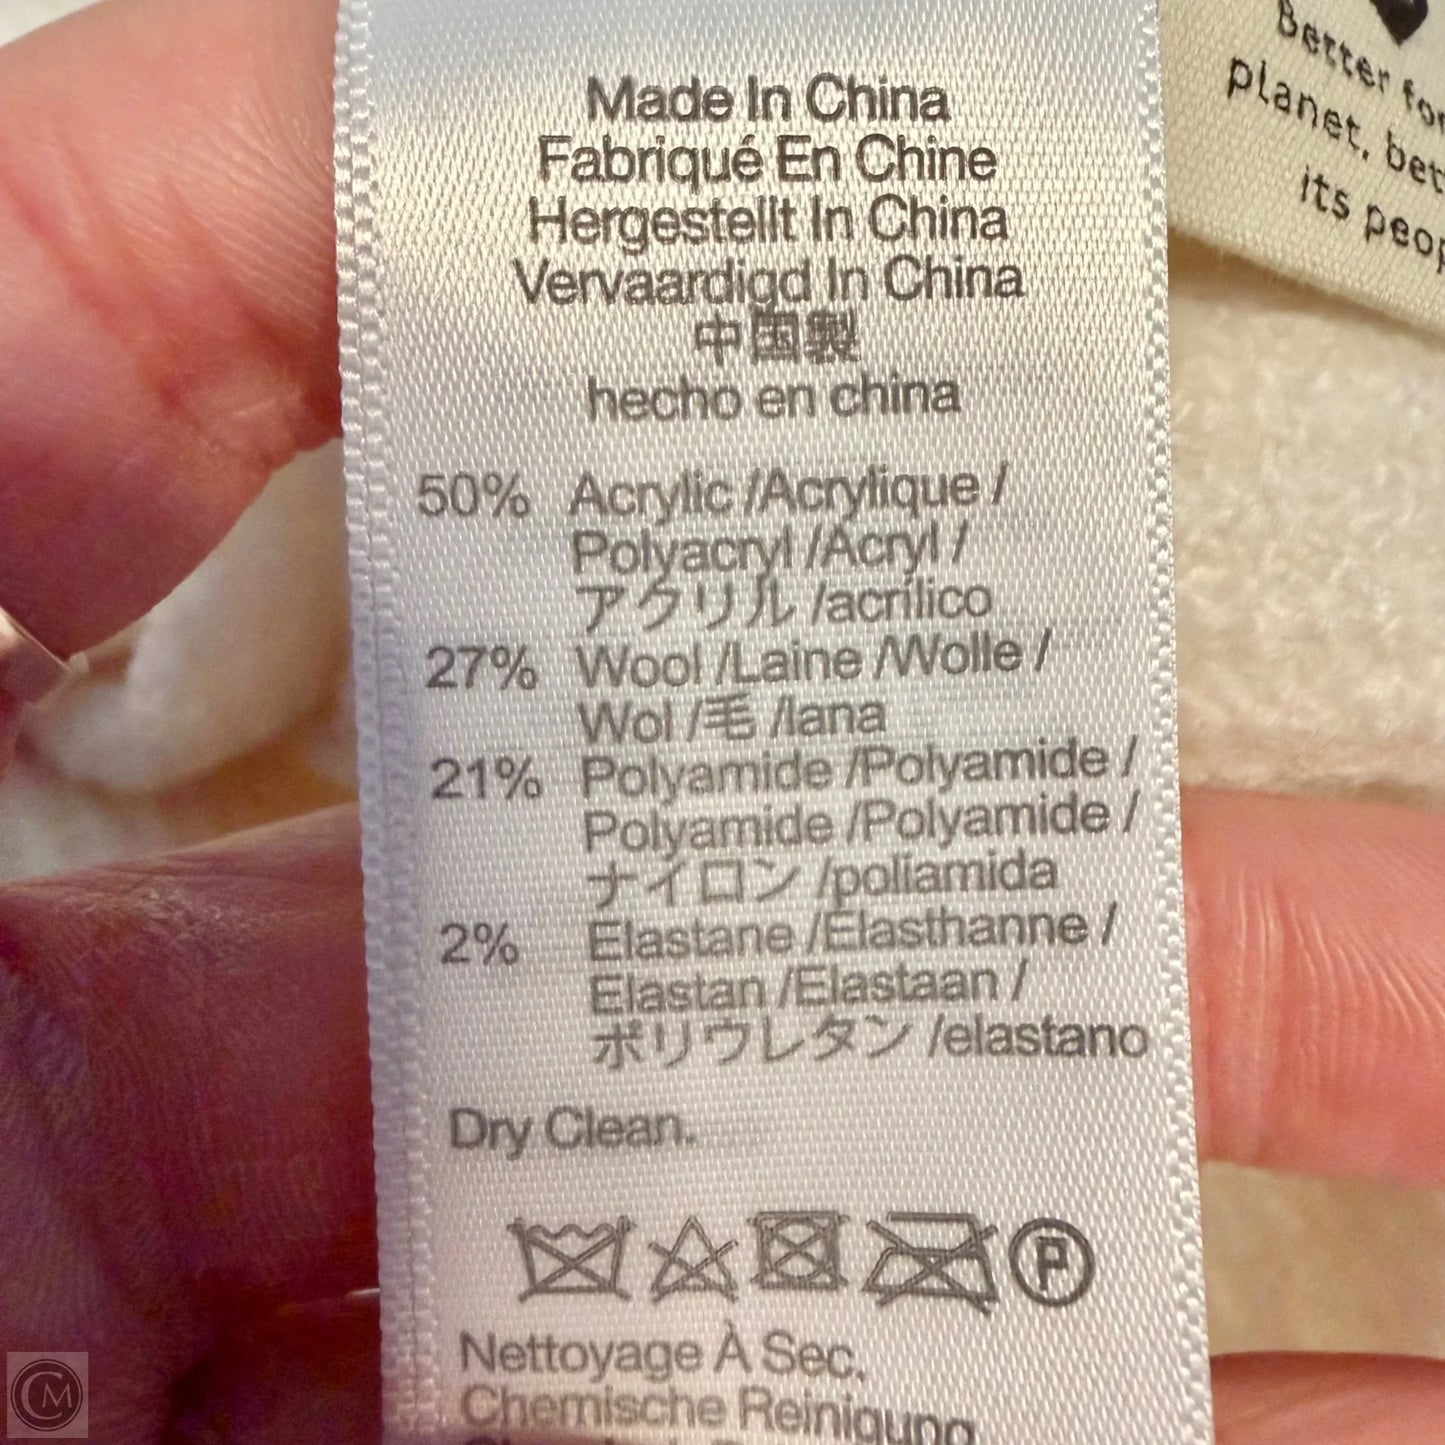 Made In China
Fabriqué En Chine
Hergestellt In China
Vervaardigd In China
中国製
hecho en china
50% Acrylic /Acrylique /
Polyacryl /Acryl /
アクリル /acrílico
27% Wool /Laine /Wolle /
Wol /毛 /lana
21% Polyamide /Polyamide /
Polyamide /Polyamide /
ナイロン /poliamida
2% Elastane /Elasthanne /
Elastan /Elastaan /
ポリウレタン /elastano
Dry Clean.
P
Nettoyage À Sec.
Chemische Reinigung
Better for
planet, bet
its peop
CM